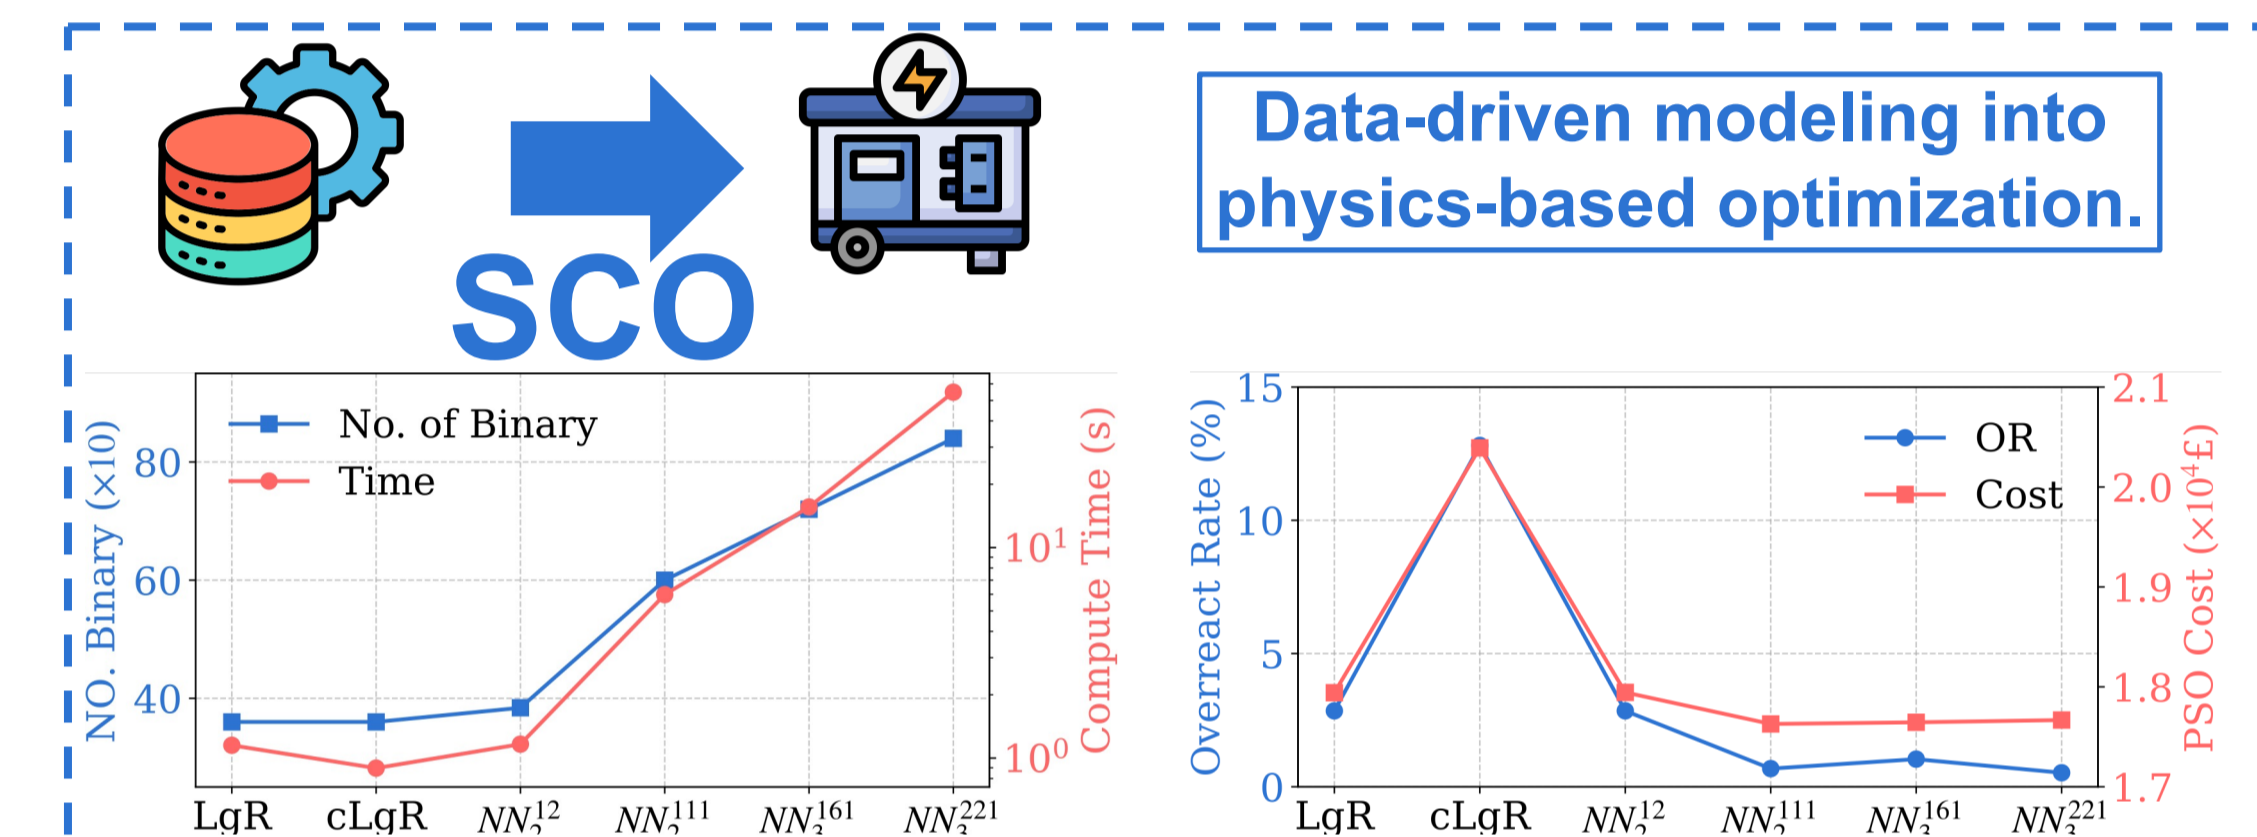 SCO
Data-driven modeling into
physics-based optimization.
NO. Binary (×10)
80
60
40
No. of Binary
Time
10¹
10⁰
Compute Time (s)
LgR cLgR NN₂¹² NN₂¹¹¹ NN₃¹⁶¹ NN₃²²¹
Overreact Rate (%)
15
10
5
0
OR
Cost
2.1
2.0
1.9
1.8
1.7
PSO Cost (×10⁴£)
LgR cLgR NN₂¹² NN₂¹¹¹ NN₃¹⁶¹ NN₃²²¹